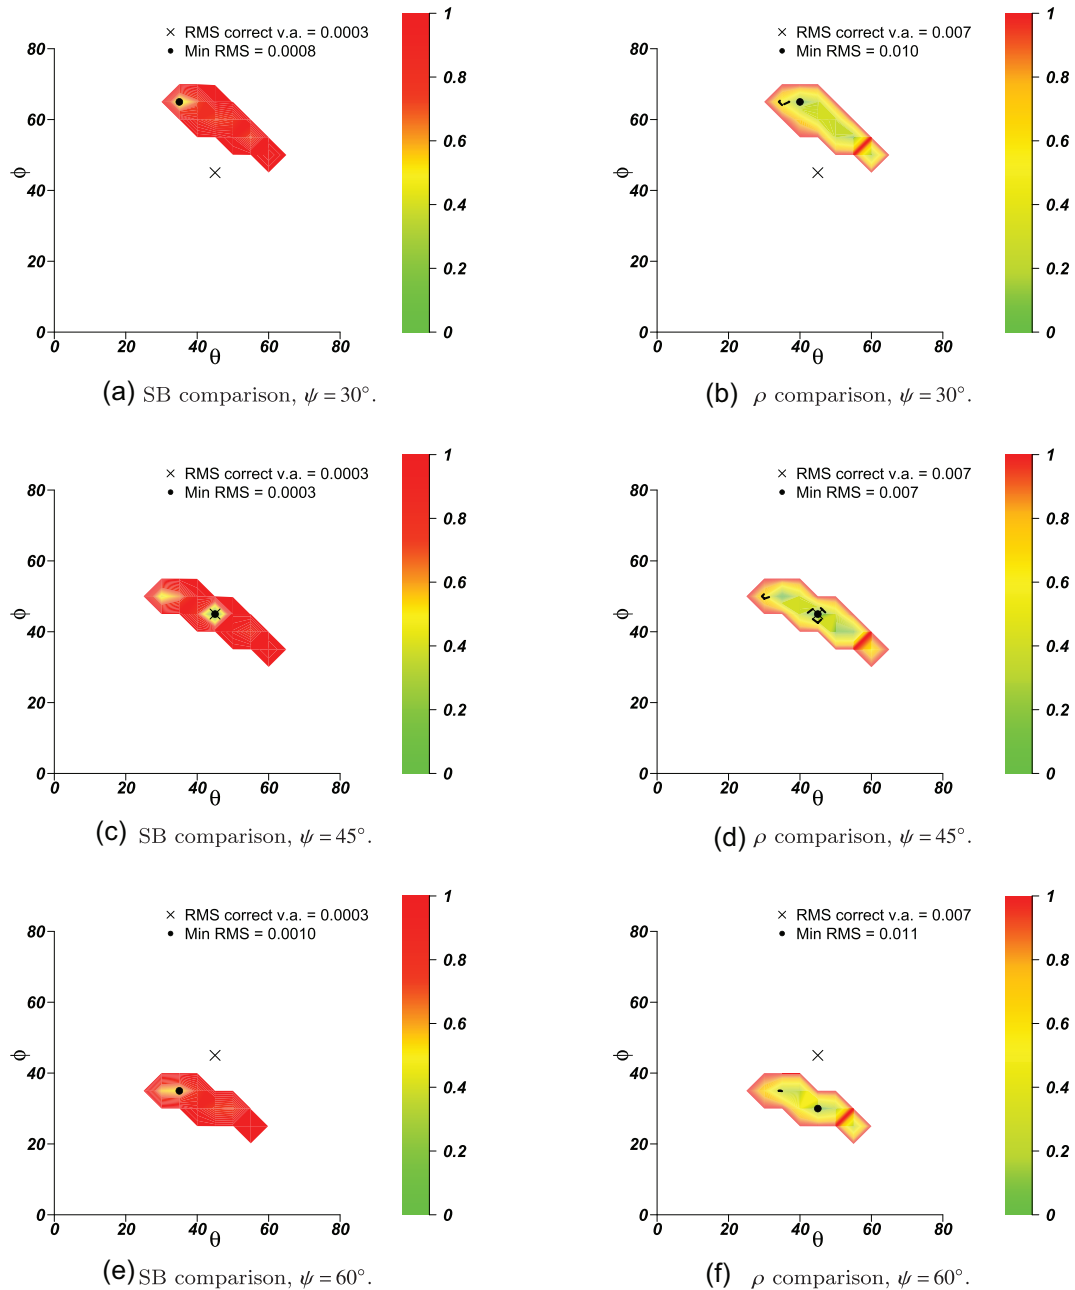 × RMS correct v.a. = 0.0003
● Min RMS = 0.0008
80
60
ϕ
40
20
0
0 20 40 60 80
θ
1
0.8
0.6
0.4
0.2
0
(a) SB comparison, ψ = 30°.
× RMS correct v.a. = 0.007
● Min RMS = 0.010
80
60
ϕ
40
20
0
0 20 40 60 80
θ
1
0.8
0.6
0.4
0.2
0
(b) ρ comparison, ψ = 30°.
× RMS correct v.a. = 0.0003
● Min RMS = 0.0003
80
60
ϕ
40
20
0
0 20 40 60 80
θ
1
0.8
0.6
0.4
0.2
0
(c) SB comparison, ψ = 45°.
× RMS correct v.a. = 0.007
● Min RMS = 0.007
80
60
ϕ
40
20
0
0 20 40 60 80
θ
1
0.8
0.6
0.4
0.2
0
(d) ρ comparison, ψ = 45°.
× RMS correct v.a. = 0.0003
● Min RMS = 0.0010
80
60
ϕ
40
20
0
0 20 40 60 80
θ
1
0.8
0.6
0.4
0.2
0
(e) SB comparison, ψ = 60°.
× RMS correct v.a. = 0.007
● Min RMS = 0.011
80
60
ϕ
40
20
0
0 20 40 60 80
θ
1
0.8
0.6
0.4
0.2
0
(f) ρ comparison, ψ = 60°.